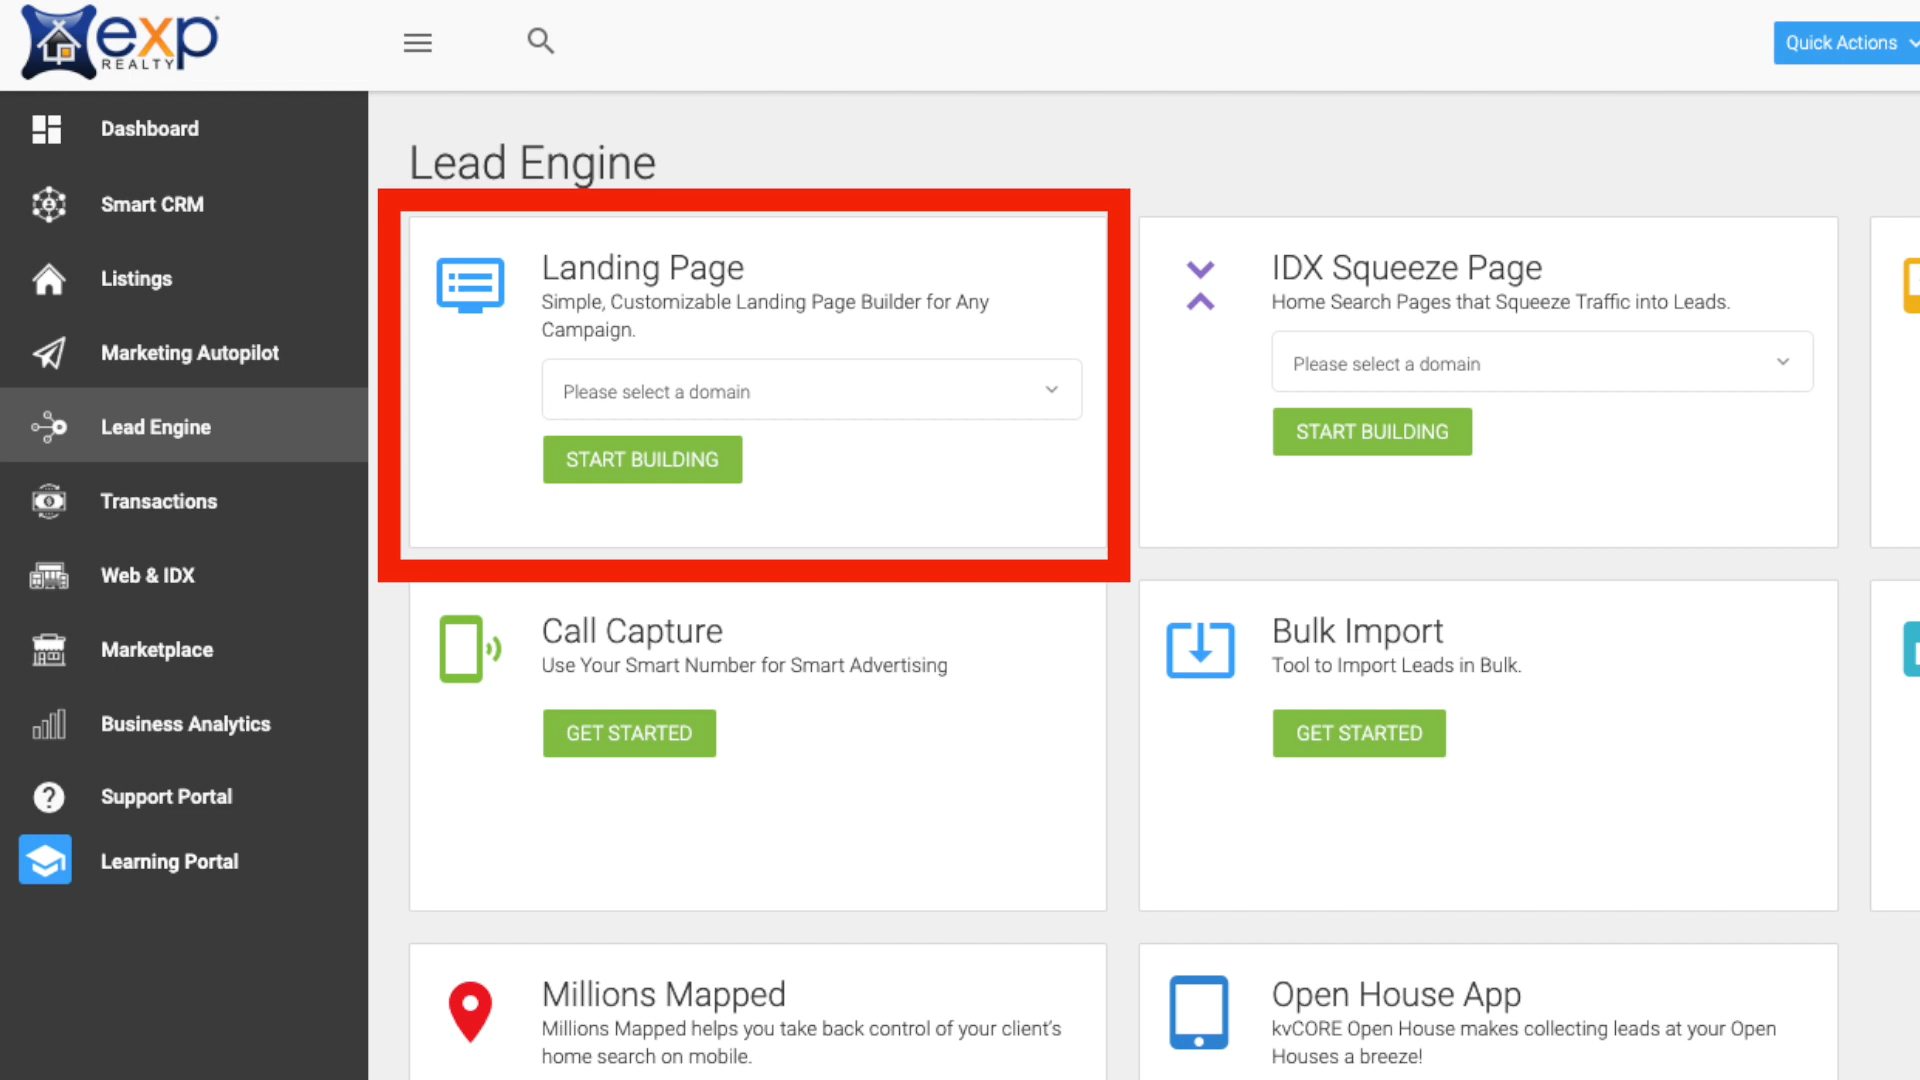 exp
REALTY
Quick Actions
Dashboard
Smart CRM
Listings
Marketing Autopilot
Lead Engine
Transactions
Web & IDX
Marketplace
Business Analytics
Support Portal
Learning Portal
Lead Engine
Landing Page
Simple, Customizable Landing Page Builder for Any
Campaign.
Please select a domain
START BUILDING
IDX Squeeze Page
Home Search Pages that Squeeze Traffic into Leads.
Please select a domain
START BUILDING
Call Capture
Use Your Smart Number for Smart Advertising
GET STARTED
Bulk Import
Tool to Import Leads in Bulk.
GET STARTED
Millions Mapped
Millions Mapped helps you take back control of your client's
home search on mobile.
Open House App
kvCORE Open House makes collecting leads at your Open
Houses a breeze!